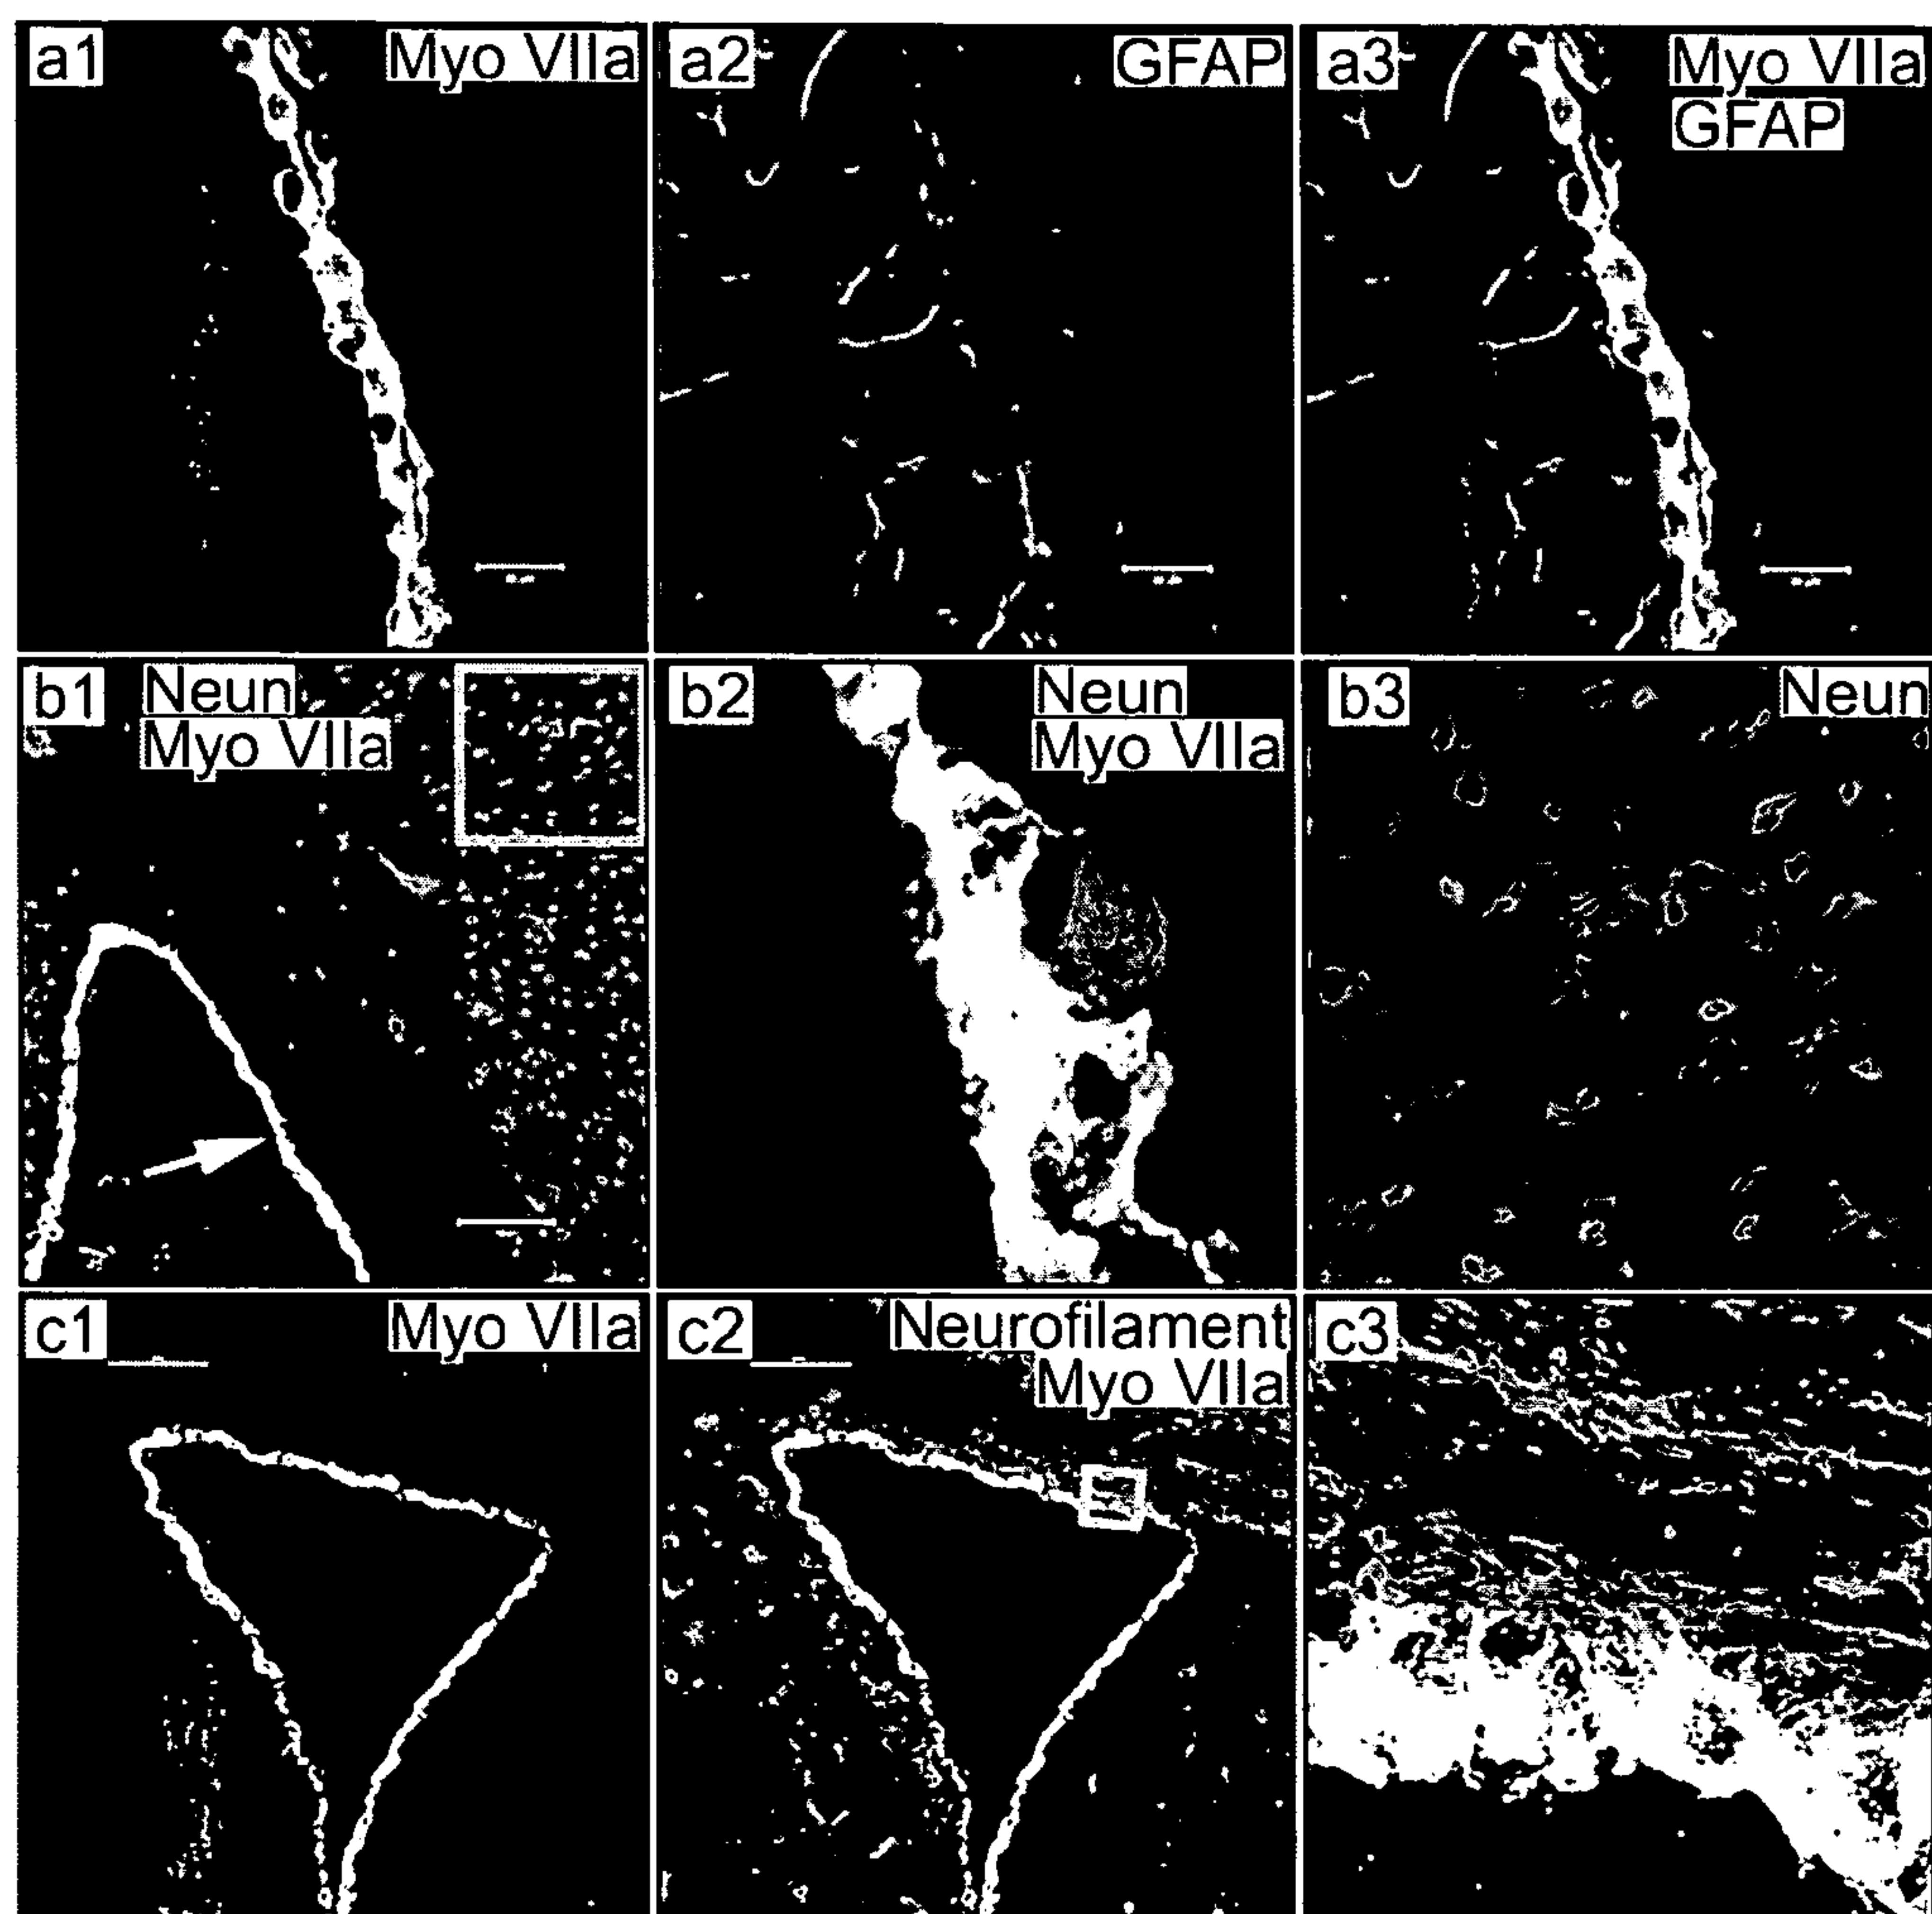 a1 Myo VIIa
a2 GFAP
a3 Myo VIIa
GFAP
b1 Neun
Myo VIIa
b2 Neun
Myo VIIa
b3 Neun
c1 Myo VIIa
c2 Neurofilament
Myo VIIa
c3